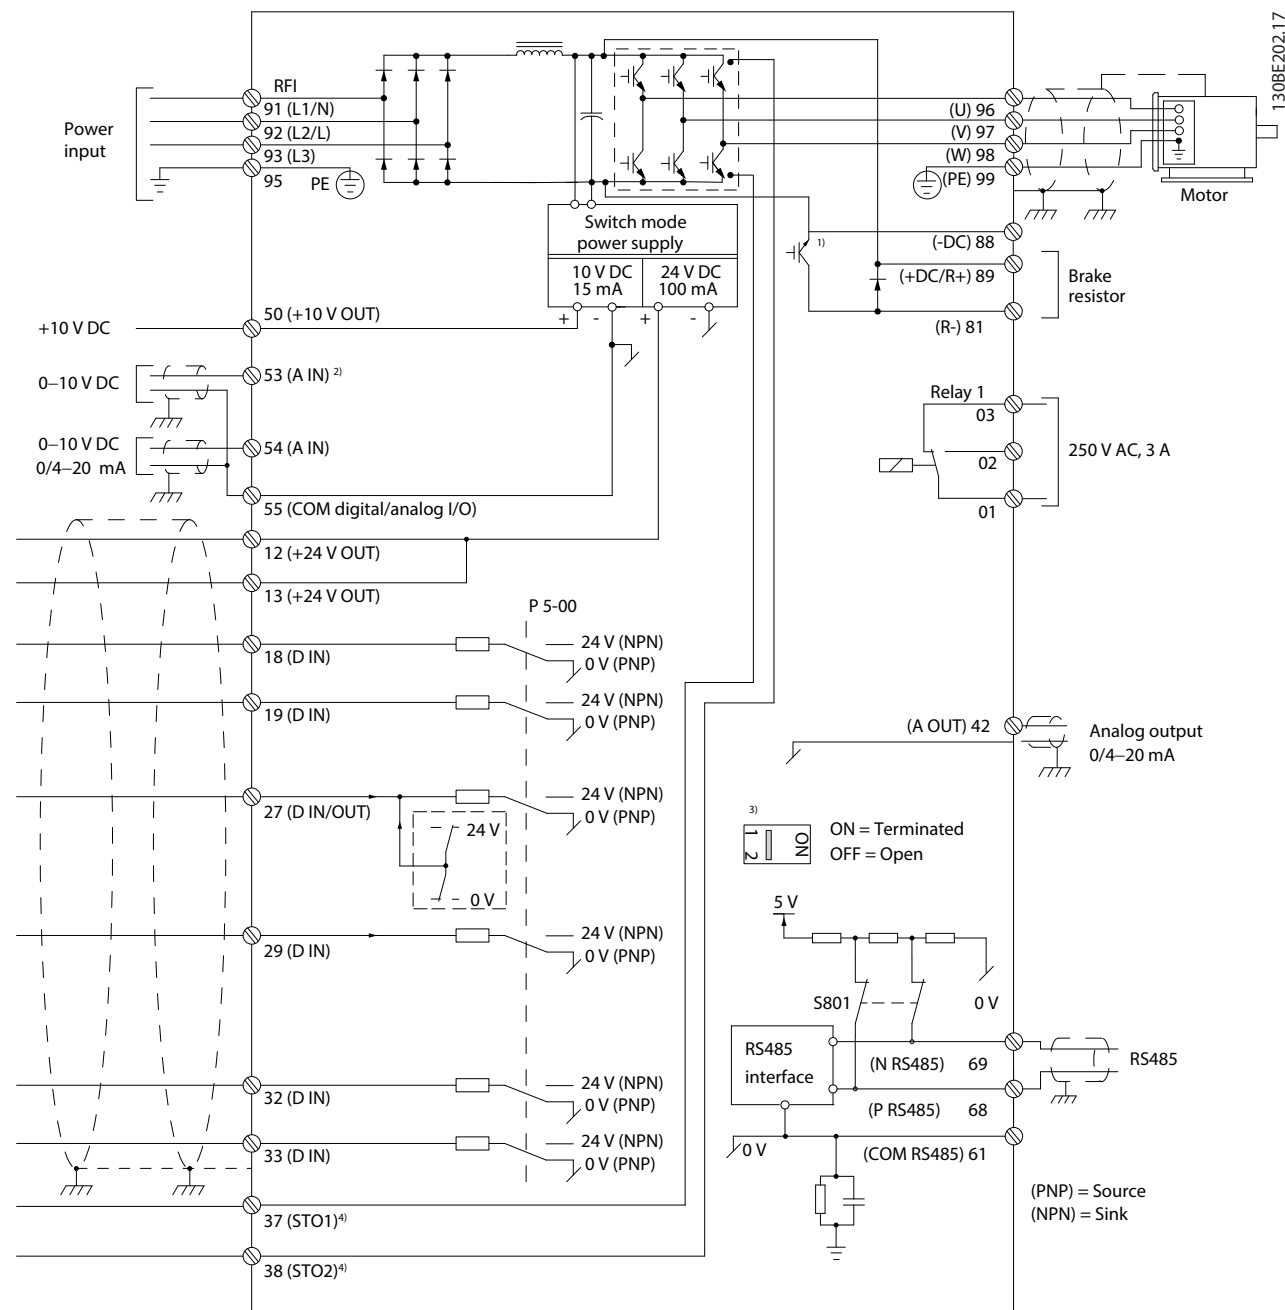 130BE202.17
RFI
91 (L1/N)
92 (L2/L)
93 (L3)
95
PE
Power
input
(U) 96
(V) 97
(W) 98
(PE) 99
Motor
Switch mode
power supply
10 V DC
15 mA
24 V DC
100 mA
+ - + -
1)
(-DC) 88
(+DC/R+) 89
(R-) 81
Brake
resistor
+10 V DC
50 (+10 V OUT)
0–10 V DC
53 (A IN) 2)
0–10 V DC
0/4–20 mA
54 (A IN)
55 (COM digital/analog I/O)
Relay 1
03
02
01
250 V AC, 3 A
12 (+24 V OUT)
13 (+24 V OUT)
P 5-00
18 (D IN)
24 V (NPN)
0 V (PNP)
19 (D IN)
24 V (NPN)
0 V (PNP)
27 (D IN/OUT)
24 V (NPN)
0 V (PNP)
24 V
0 V
29 (D IN)
24 V (NPN)
0 V (PNP)
32 (D IN)
24 V (NPN)
0 V (PNP)
33 (D IN)
24 V (NPN)
0 V (PNP)
37 (STO1)4)
38 (STO2)4)
(A OUT) 42
Analog output
0/4–20 mA
3)
1 2
ON
ON = Terminated
OFF = Open
5 V
S801
0 V
RS485
interface
(N RS485) 69
(P RS485) 68
RS485
0 V
(COM RS485) 61
(PNP) = Source
(NPN) = Sink